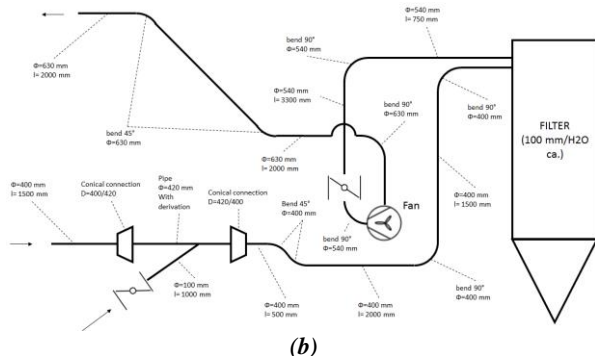 Φ=540 mm
l= 750 mm
bend 90°
Φ=540 mm
Φ=630 mm
l= 2000 mm
Φ=540 mm
l= 3300 mm
bend 90°
Φ=630 mm
bend 90°
Φ=400 mm
FILTER
(100 mm/H2O
ca.)
bend 45°
Φ=630 mm
Φ=630 mm
l= 2000 mm
Φ=400 mm
l= 1500 mm
Conical connection
D=400/420
Pipe
Φ=420 mm
With
derivation
Conical connection
D=420/400
Bend 45°
Φ=400 mm
Fan
Φ=400 mm
l= 1500 mm
bend 90°
Φ=540 mm
Φ=100 mm
l= 1000 mm
Φ=400 mm
l= 500 mm
Φ=400 mm
l= 2000 mm
bend 90°
Φ=400 mm
(b)